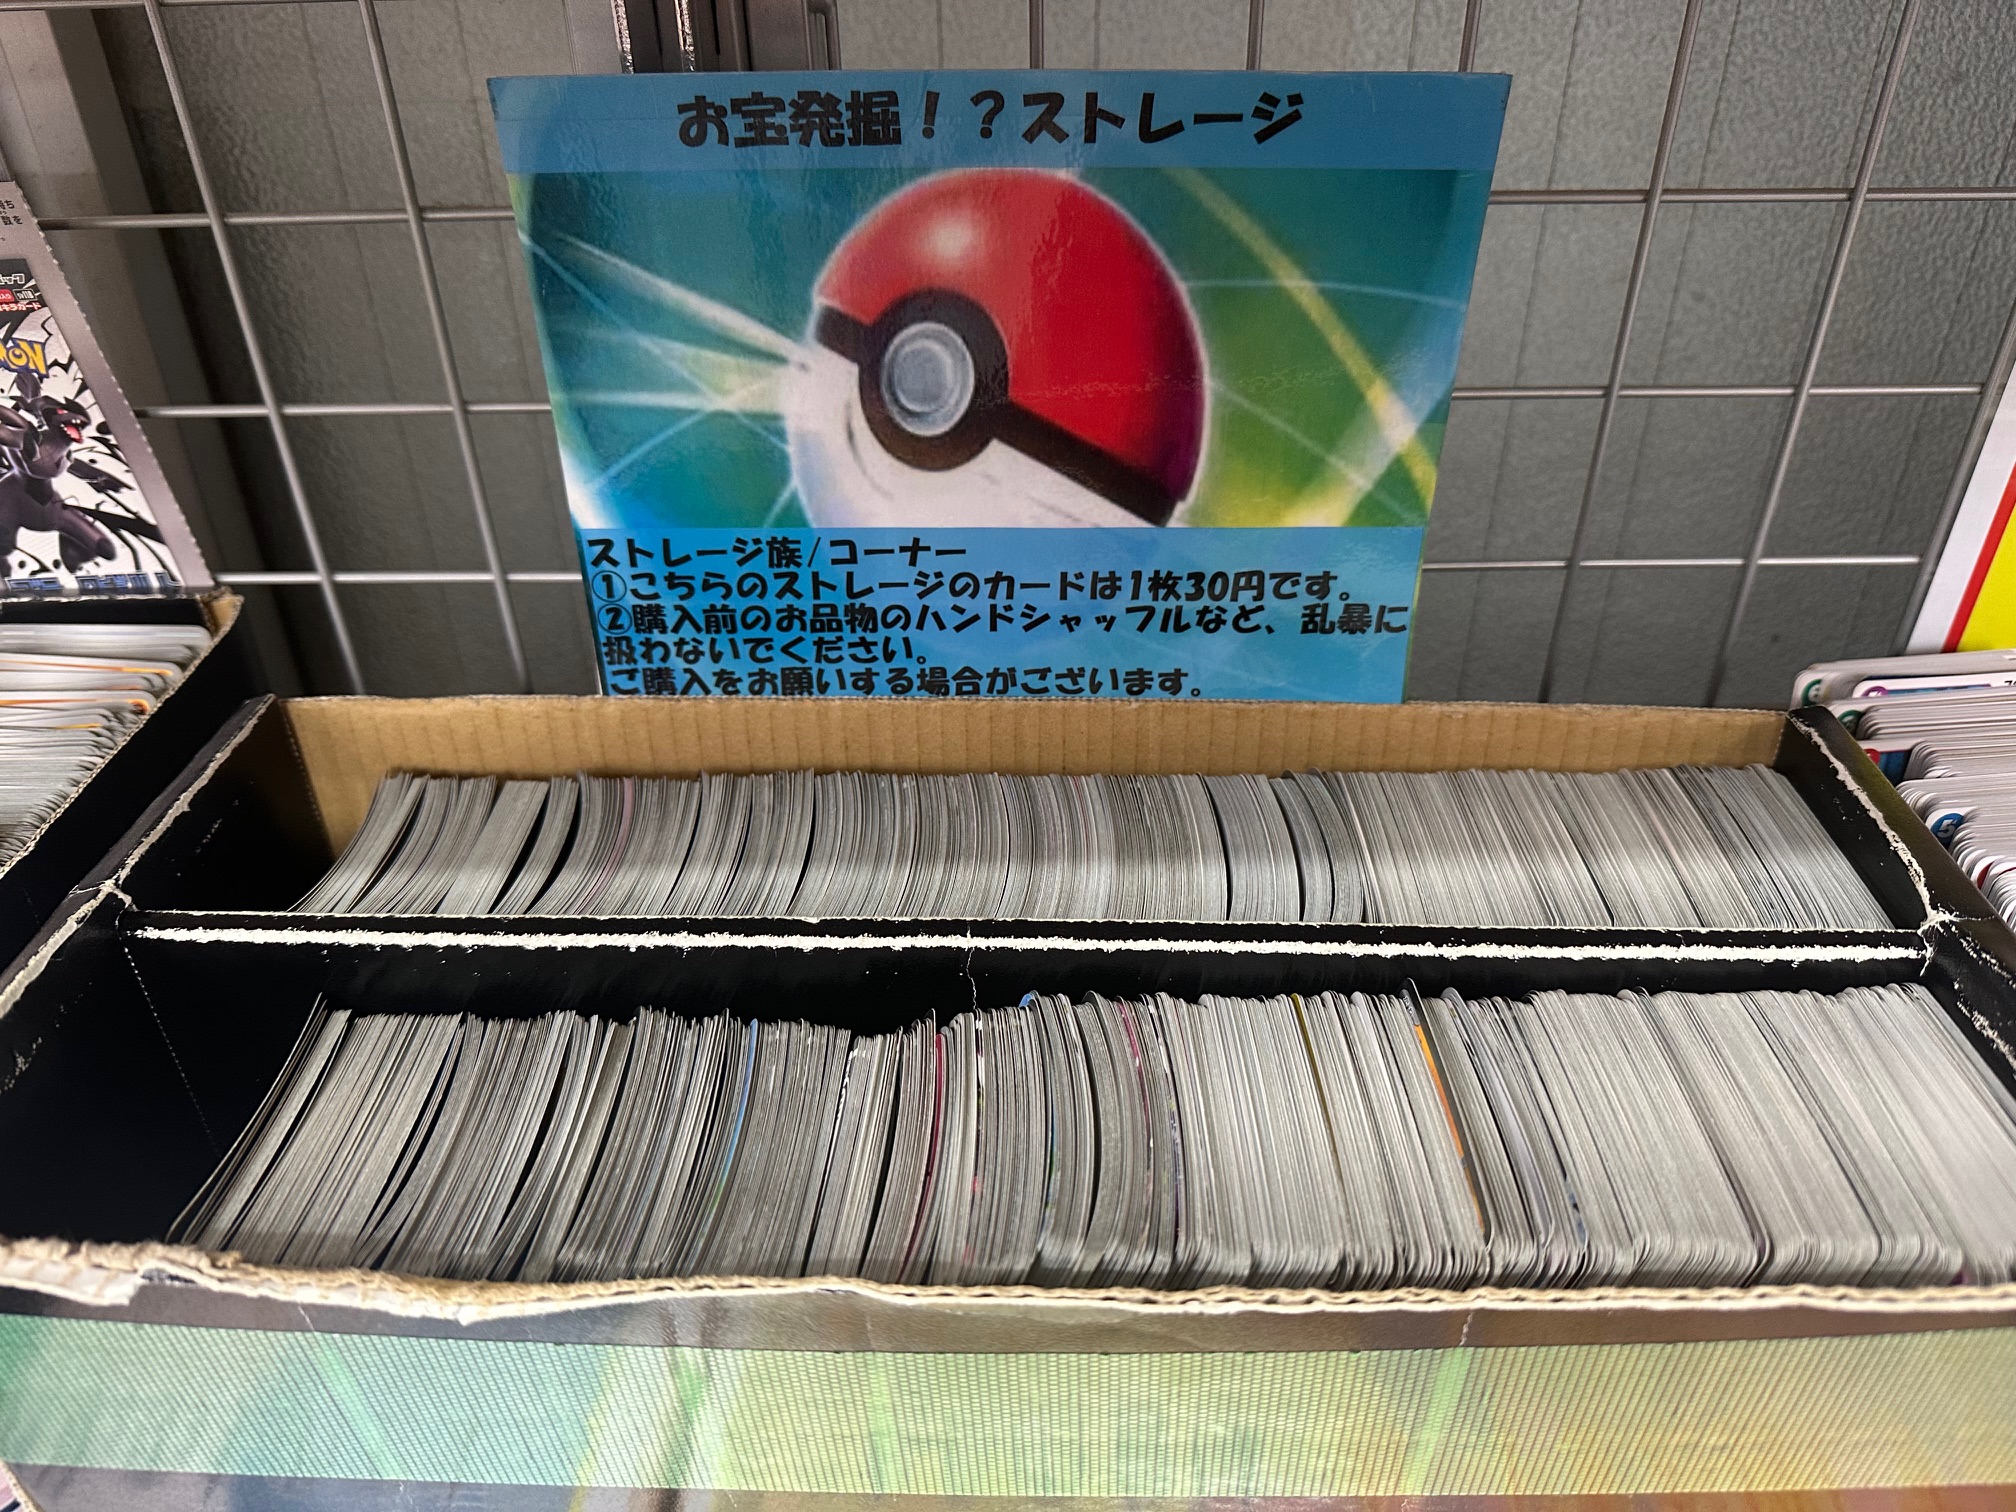 お宝発掘！？ストレージ
ストレージ族/コーナー
①こちらのストレージのカードは1枚30円です。
②購入前のお品物のハンドシャッフルなど、乱暴に
扱わないでください。
ご購入をお願いする場合がございます。